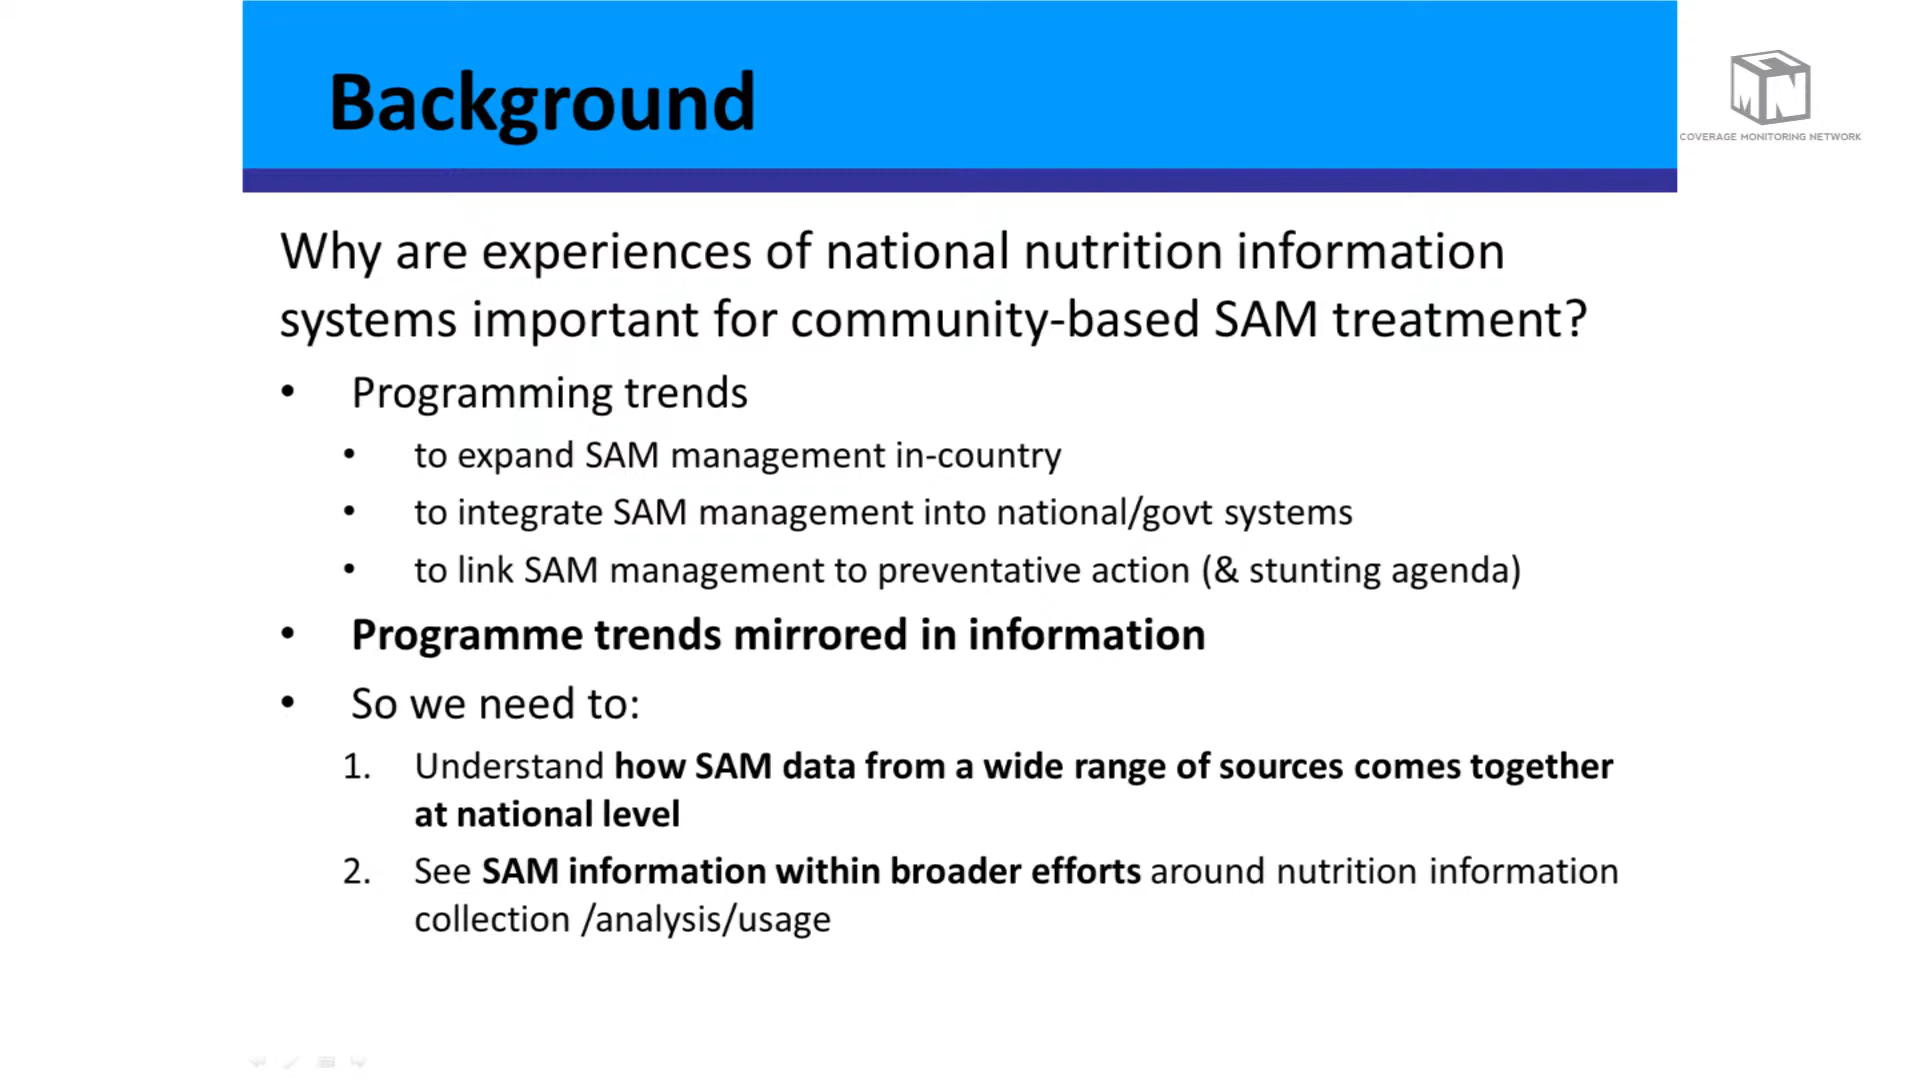 Background
COVERAGE MONITORING NETWORK
Why are experiences of national nutrition information
systems important for community-based SAM treatment?
• Programming trends
• to expand SAM management in-country
• to integrate SAM management into national/govt systems
• to link SAM management to preventative action (& stunting agenda)
• Programme trends mirrored in information
• So we need to:
1. Understand how SAM data from a wide range of sources comes together
at national level
2. See SAM information within broader efforts around nutrition information
collection /analysis/usage